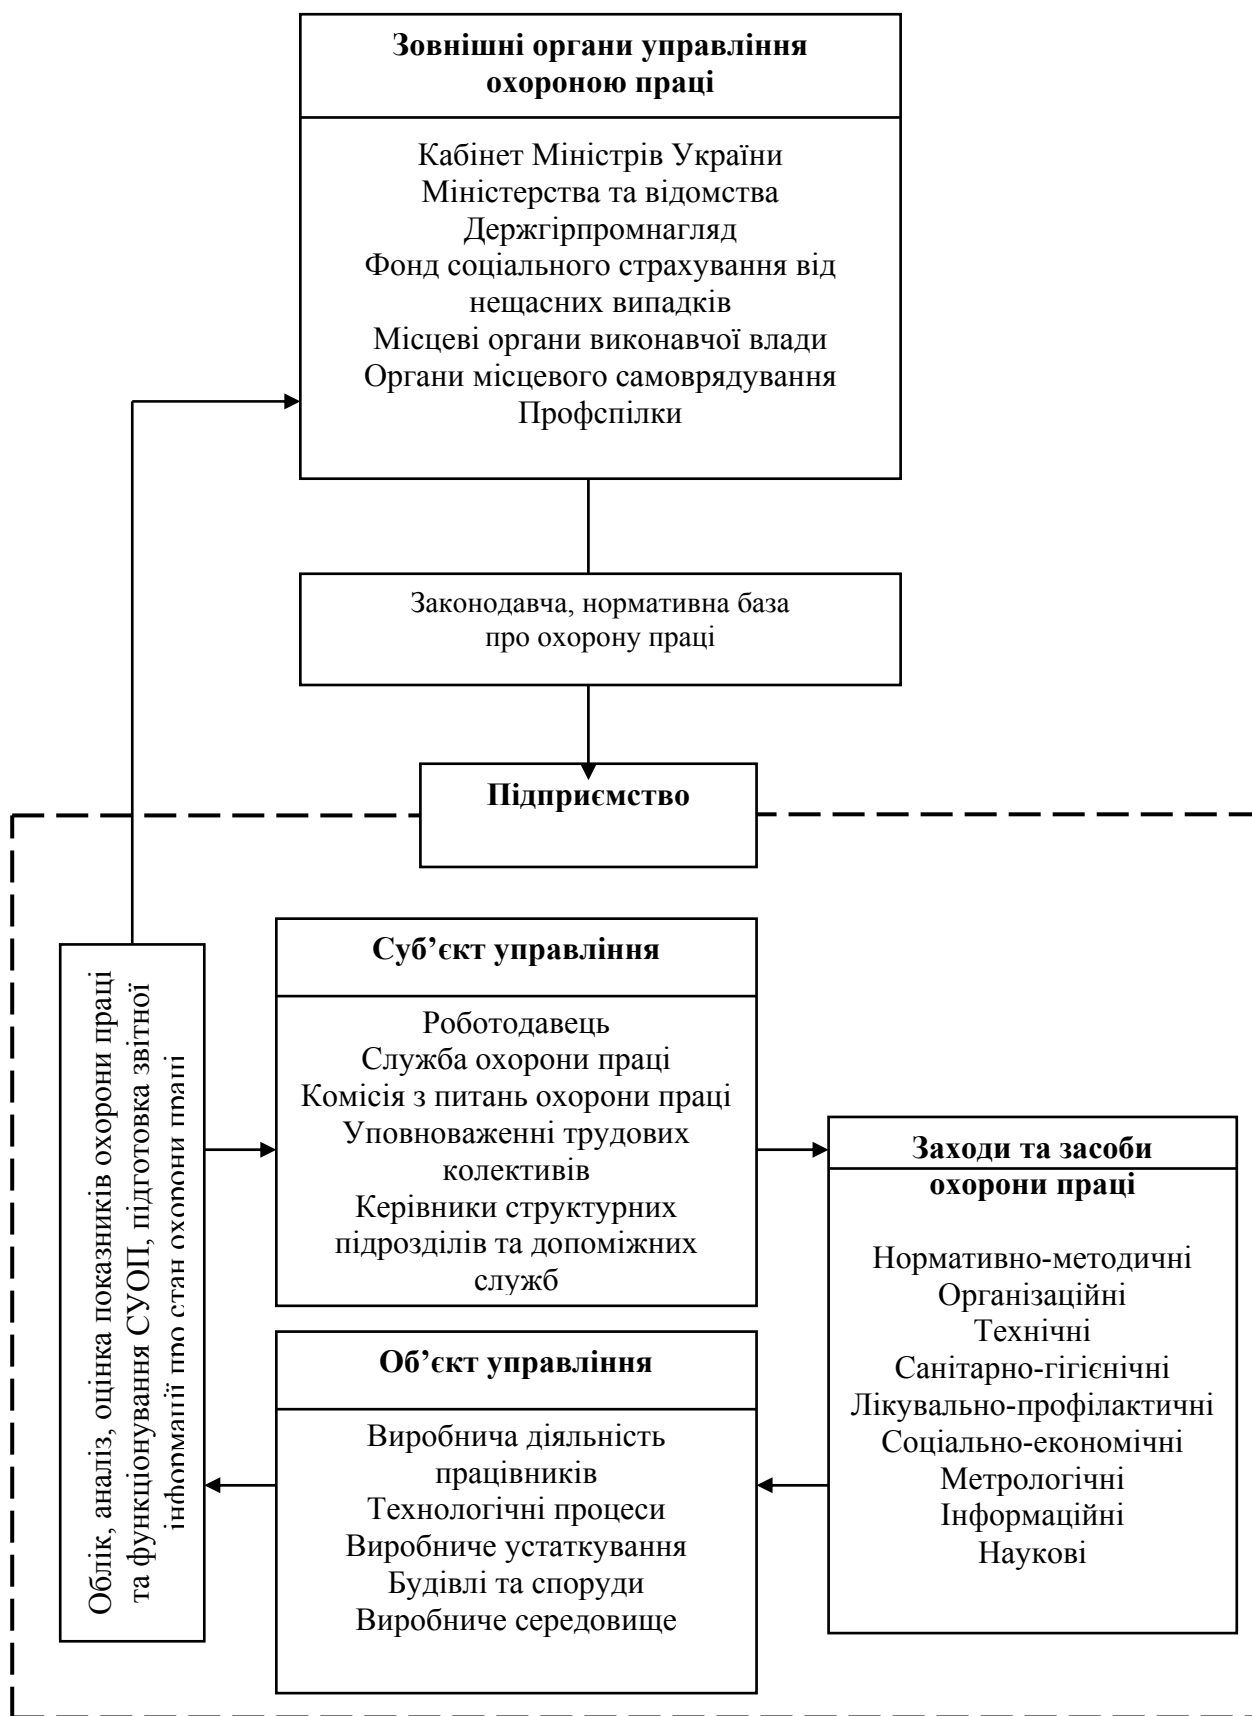 Зовнішні органи управління
охороною праці
Кабінет Міністрів України
Міністерства та відомства
Держгірпромнагляд
Фонд соціального страхування від
нещасних випадків
Місцеві органи виконавчої влади
Органи місцевого самоврядування
Профспілки
Законодавча, нормативна база
про охорону праці
Підприємство
Облік, аналіз, оцінка показників охорони праці
та функціонування СУОП, підготовка звітної
інформації про стан охорони праці
Суб’єкт управління
Роботодавець
Служба охорони праці
Комісія з питань охорони праці
Уповноваженні трудових
колективів
Керівники структурних
підрозділів та допоміжних
служб
Заходи та засоби
охорони праці
Нормативно-методичні
Організаційні
Технічні
Санітарно-гігієнічні
Лікувально-профілактичні
Соціально-економічні
Метрологічні
Інформаційні
Наукові
Об’єкт управління
Виробнича діяльність
працівників
Технологічні процеси
Виробниче устаткування
Будівлі та споруди
Виробниче середовище